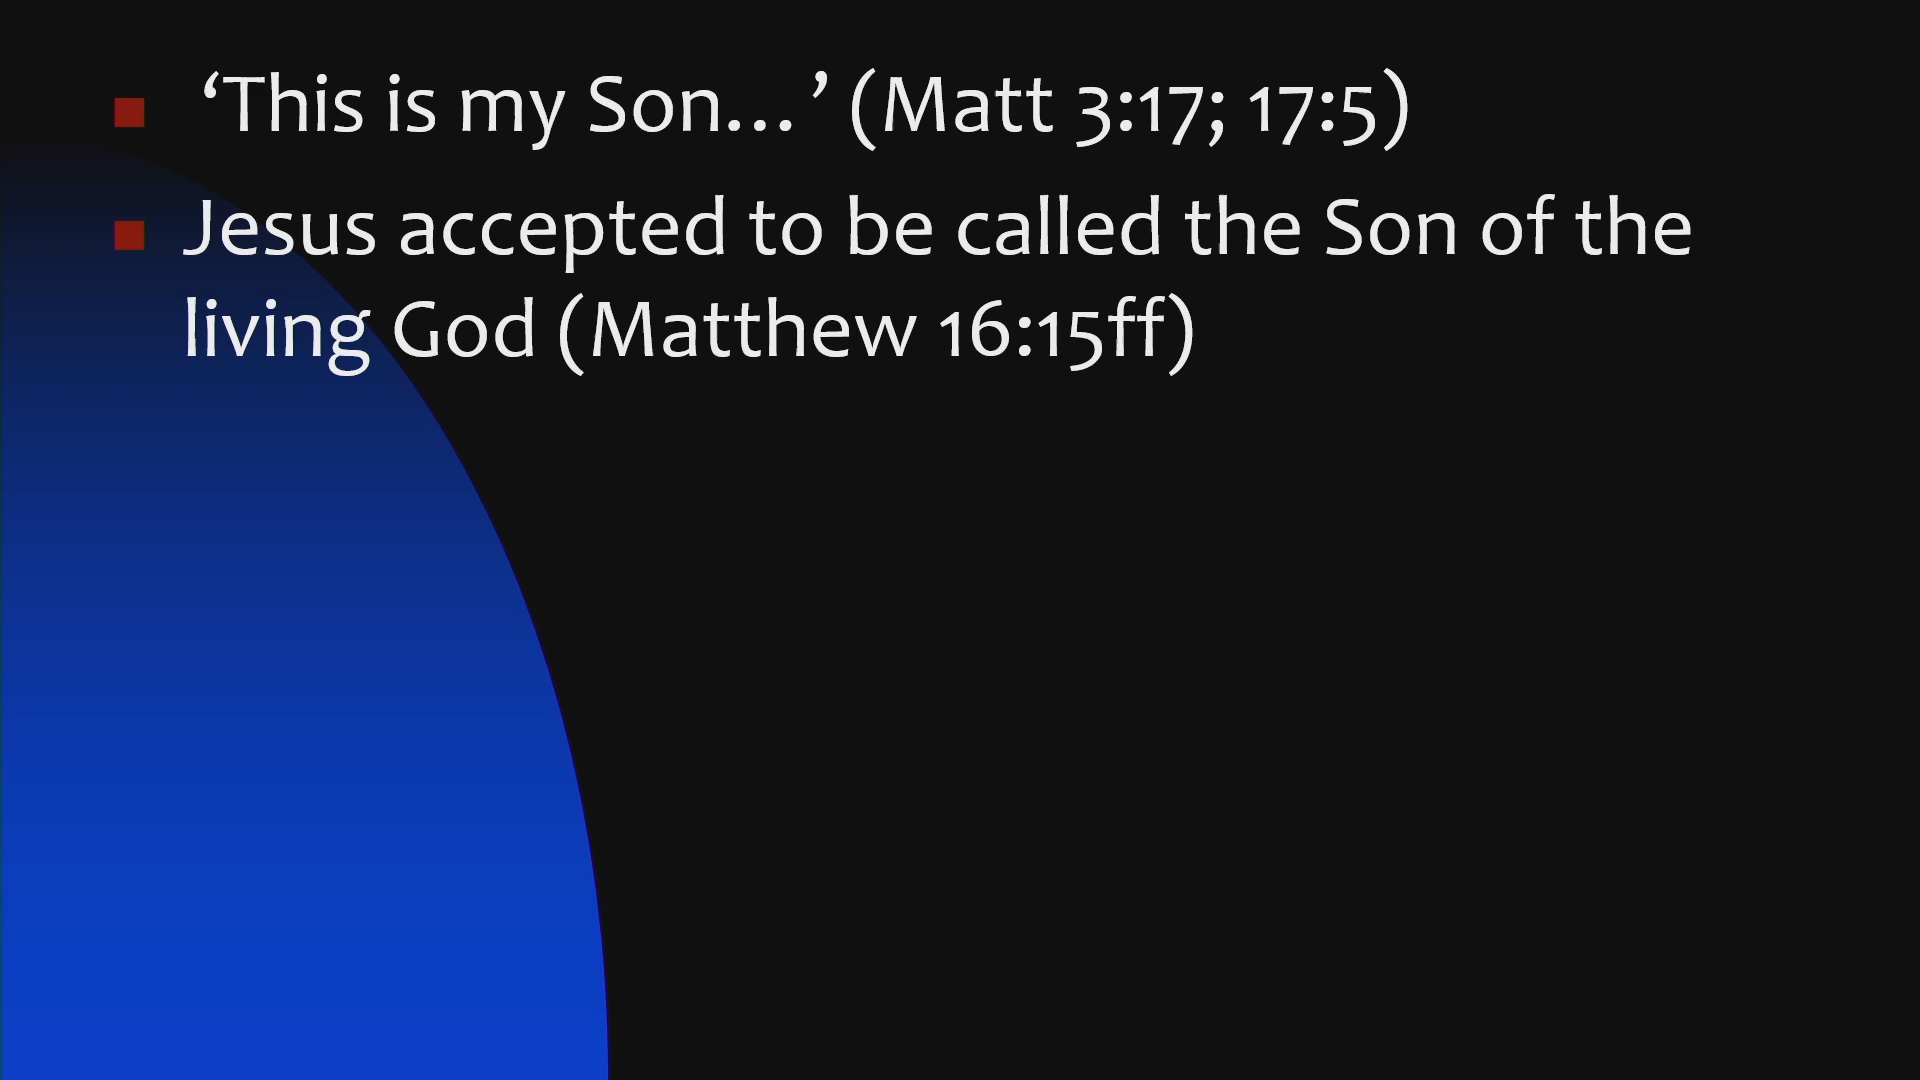 ‘This is my Son… ’ (Matt 3:17; 17:5)
Jesus accepted to be called the Son of the
living God (Matthew 16:15ff)